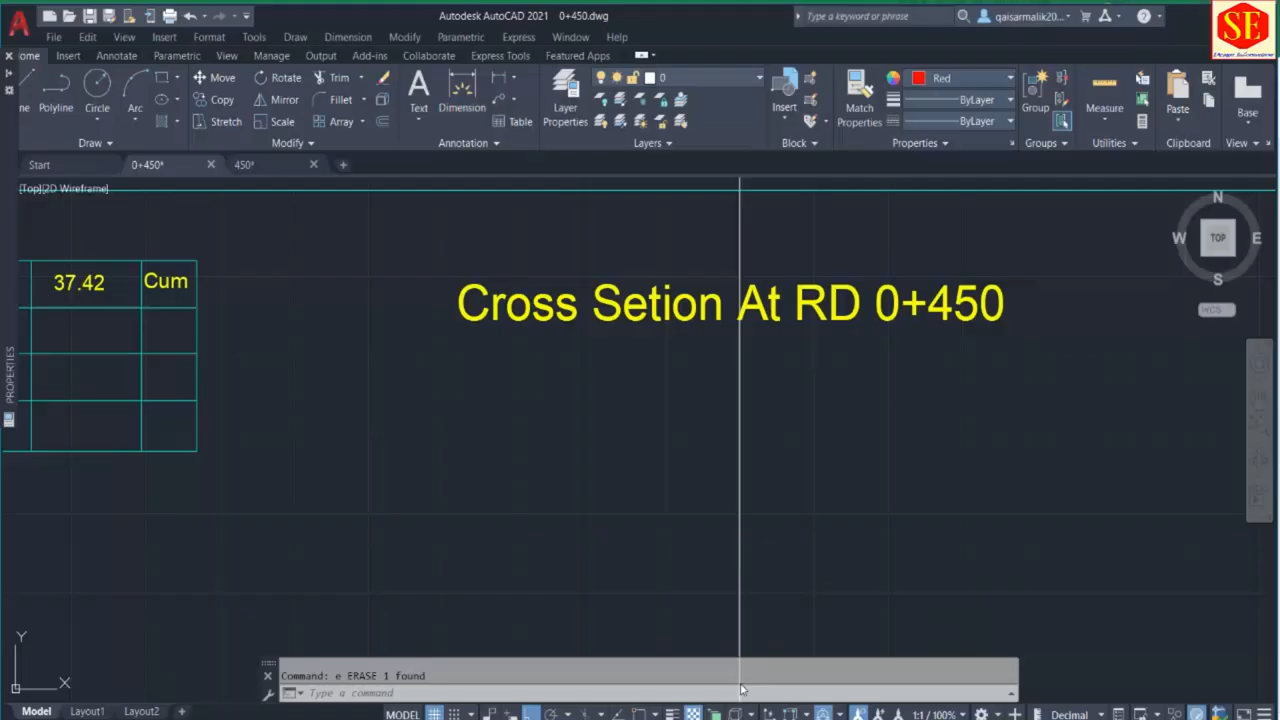 Autodesk AutoCAD 2021 0+450.dwg
Type a keyword or phrase
qaisarmalik20...
SE
File Edit View Insert Format Tools Draw Dimension Modify Parametric Express Window Help
ome Insert Annotate Parametric View Manage Output Add-ins Collaborate Express Tools Featured Apps
Move Rotate Trim 0 Red
ne Polyline Circle Arc Copy Mirror Fillet Text Dimension Layer Properties Insert Match Properties ByLayer Group Measure Paste Base
Stretch Scale Array Table ByLayer
Draw Modify Annotation Layers Block Properties Groups Utilities Clipboard View
Start 0+450* 450*
[Top][2D Wireframe]
N
W TOP E
S
WCS
37.42 Cum
Cross Setion At RD 0+450
PROPERTIES
Y
X
Command: e ERASE 1 found
Type a command
Model Layout1 Layout2 MODEL 1:1 / 100% Decimal